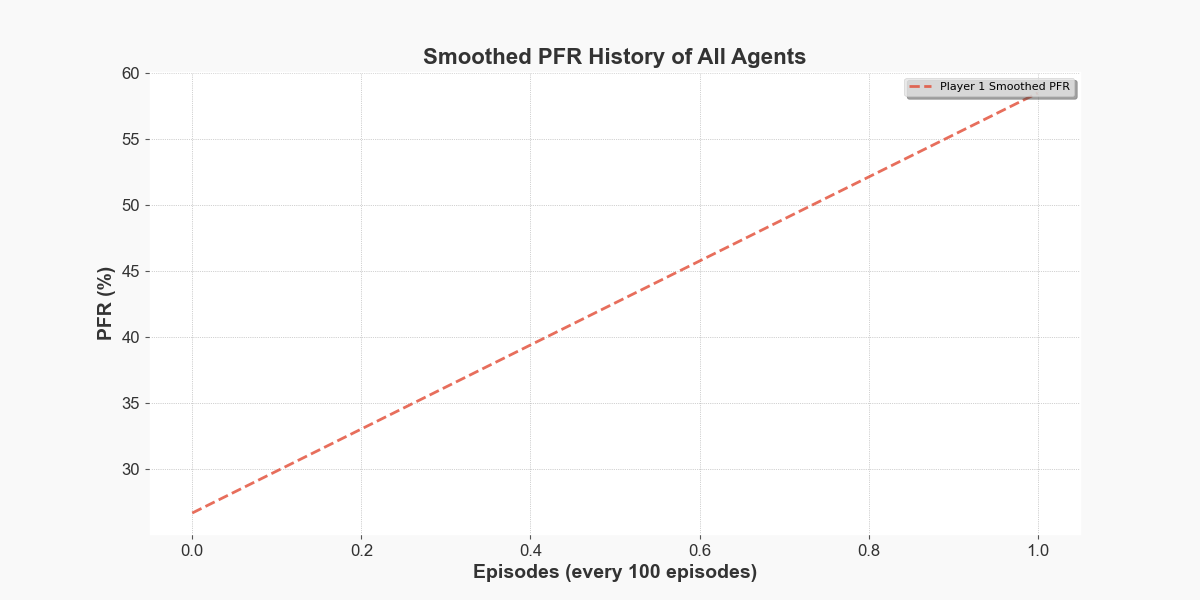 Smoothed PFR History of All Agents
Player 1 Smoothed PFR
60
55
50
45
40
35
30
PFR (%)
0.0 0.2 0.4 0.6 0.8 1.0
Episodes (every 100 episodes)